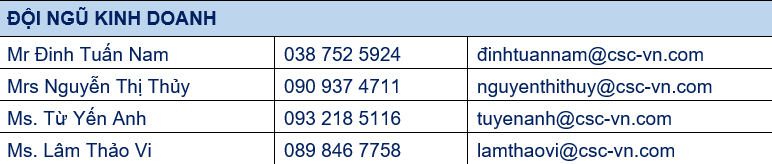 ĐỘI NGŨ KINH DOANH
Mr Đinh Tuấn Nam 038 752 5924 đinhtuannam@csc-vn.com
Mrs Nguyễn Thị Thủy 090 937 4711 nguyenthithuy@csc-vn.com
Ms. Từ Yến Anh 093 218 5116 tuyenanh@csc-vn.com
Ms. Lâm Thảo Vi 089 846 7758 lamthaovi@csc-vn.com